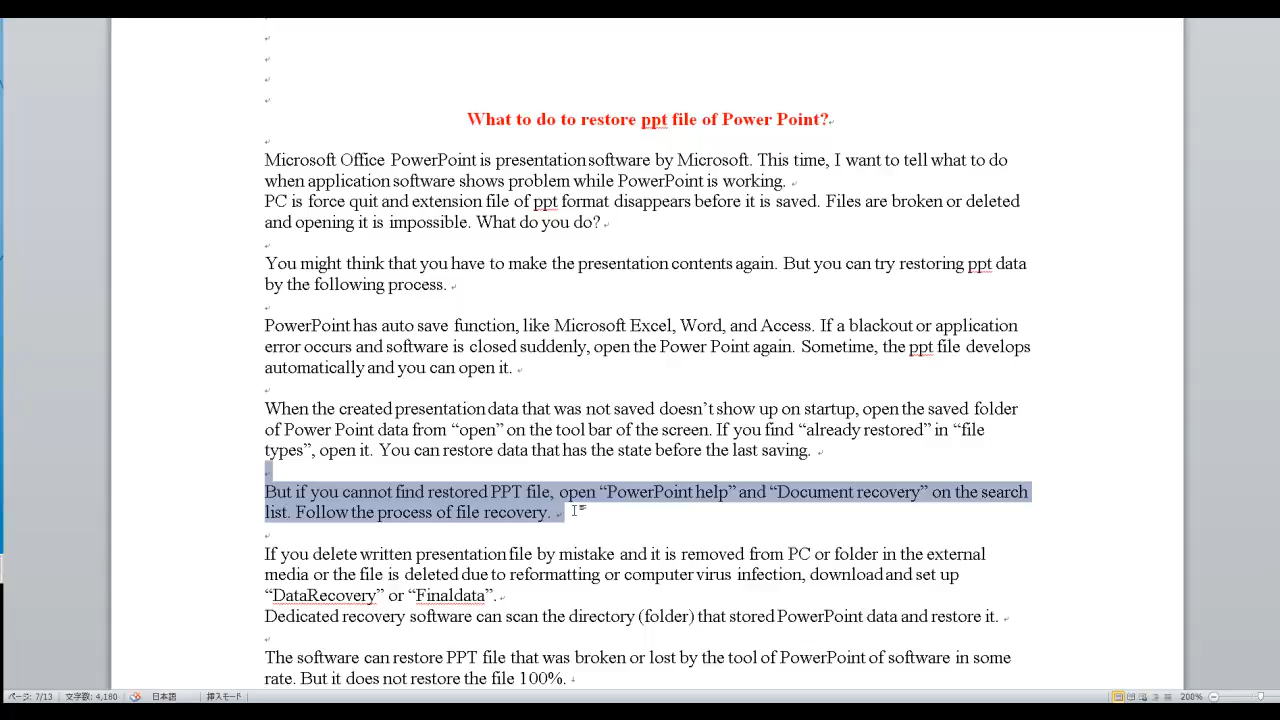 What to do to restore ppt file of Power Point?
Microsoft Office PowerPoint is presentation software by Microsoft. This time, I want to tell what to do
when application software shows problem while PowerPoint is working.
PC is force quit and extension file of ppt format disappears before it is saved. Files are broken or deleted
and opening it is impossible. What do you do?
You might think that you have to make the presentation contents again. But you can try restoring ppt data
by the following process.
PowerPoint has auto save function, like Microsoft Excel, Word, and Access. If a blackout or application
error occurs and software is closed suddenly, open the Power Point again. Sometime, the ppt file develops
automatically and you can open it.
When the created presentation data that was not saved doesn’t show up on startup, open the saved folder
of Power Point data from “open” on the tool bar of the screen. If you find “already restored” in “file
types”, open it. You can restore data that has the state before the last saving.
But if you cannot find restored PPT file, open “PowerPoint help” and “Document recovery” on the search
list. Follow the process of file recovery.
If you delete written presentation file by mistake and it is removed from PC or folder in the external
media or the file is deleted due to reformatting or computer virus infection, download and set up
“DataRecovery” or “Finaldata”.
Dedicated recovery software can scan the directory (folder) that stored PowerPoint data and restore it.
The software can restore PPT file that was broken or lost by the tool of PowerPoint of software in some
rate. But it does not restore the file 100%.
ページ: 7/13 文字数: 4,160 日本語 挿入モード 200%